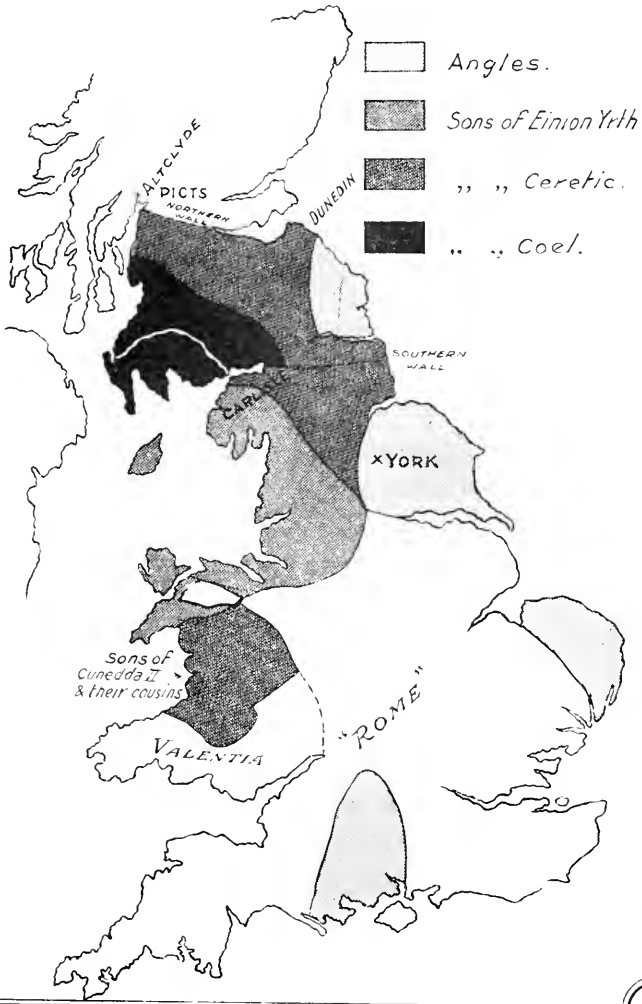 Angles.
Sons of Einion Yrth
„ „ Ceretic.
„ „ Coel.
ALTCLYDE
PICTS
NORTHERN
WALL
DUNEDIN
SOUTHERN
WALL
CARLISLE
xYORK
Sons of
Cunedda II
& their cousins
"ROME"
VALENTIA